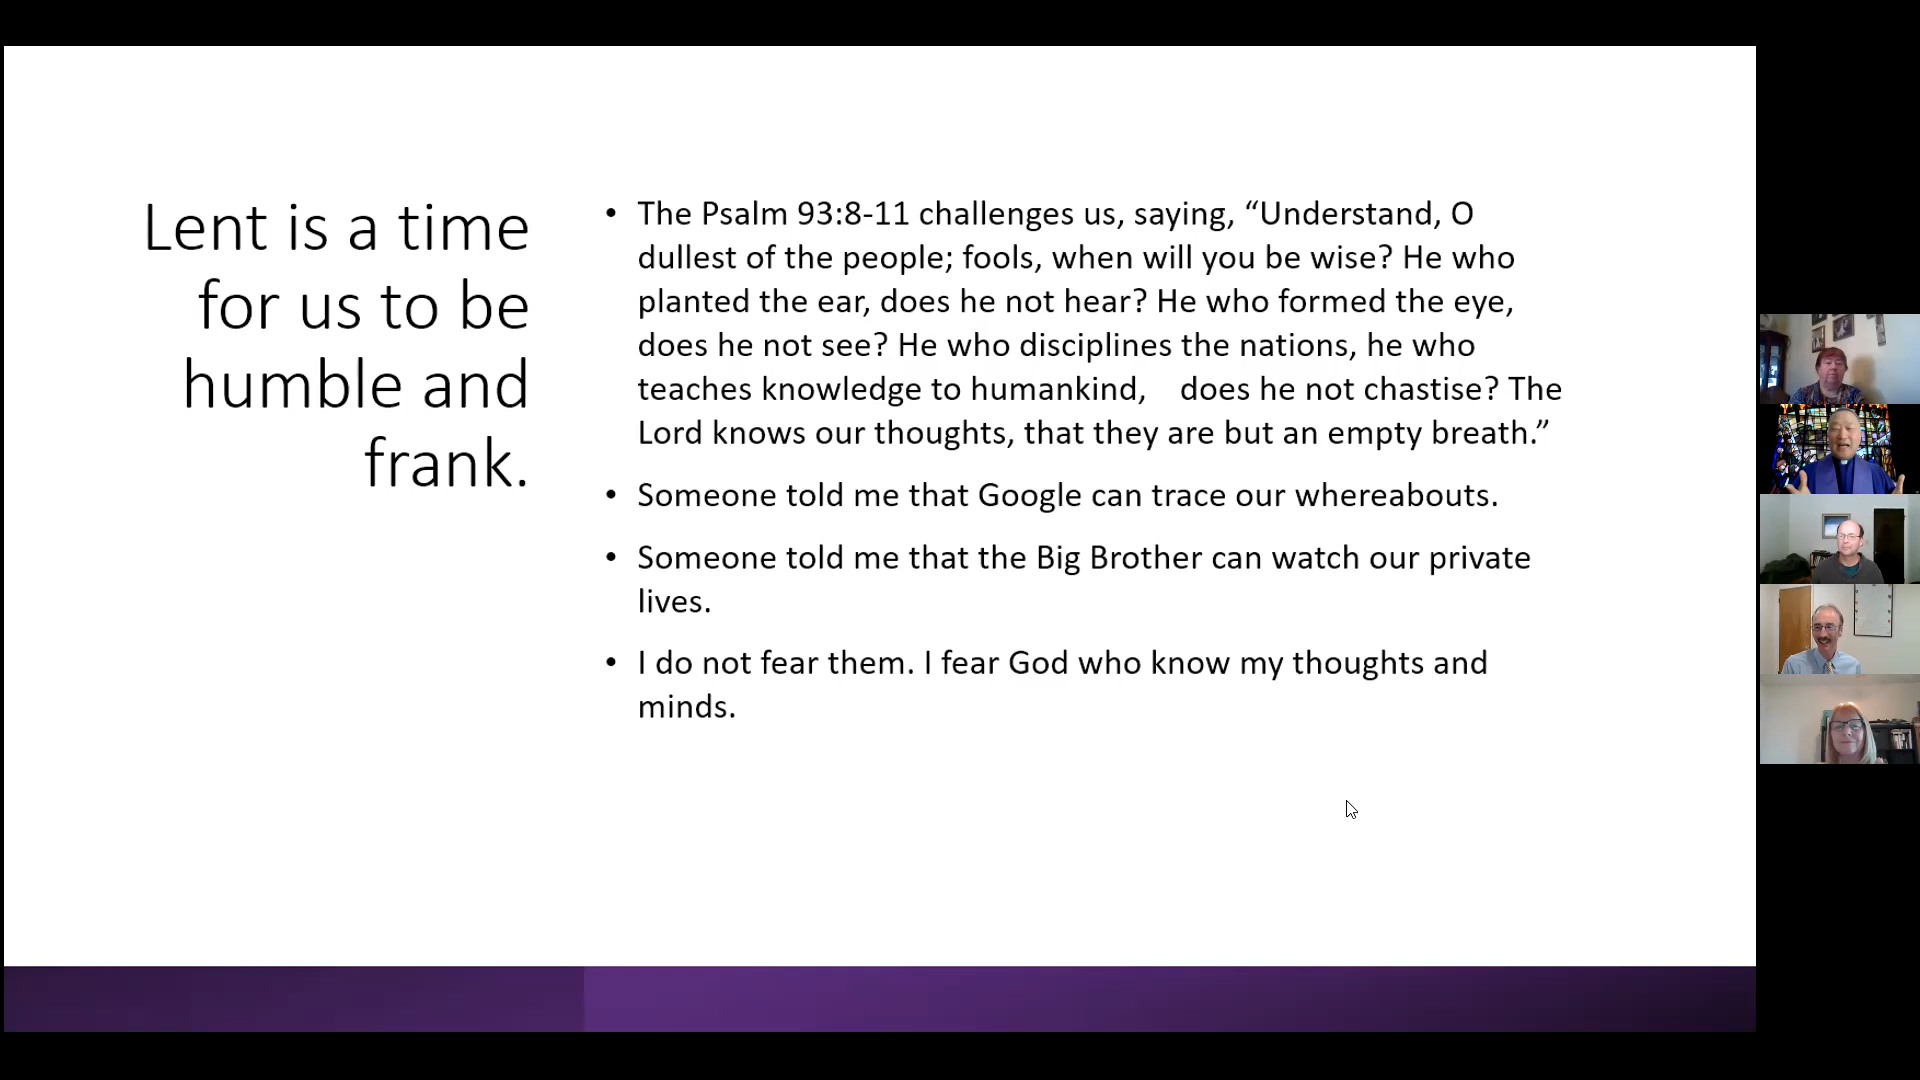 Lent is a time
for us to be
humble and
frank.
• The Psalm 93:8-11 challenges us, saying, “Understand, O
dullest of the people; fools, when will you be wise? He who
planted the ear, does he not hear? He who formed the eye,
does he not see? He who disciplines the nations, he who
teaches knowledge to humankind,    does he not chastise? The
Lord knows our thoughts, that they are but an empty breath.”
• Someone told me that Google can trace our whereabouts.
• Someone told me that the Big Brother can watch our private
lives.
• I do not fear them. I fear God who know my thoughts and
minds.